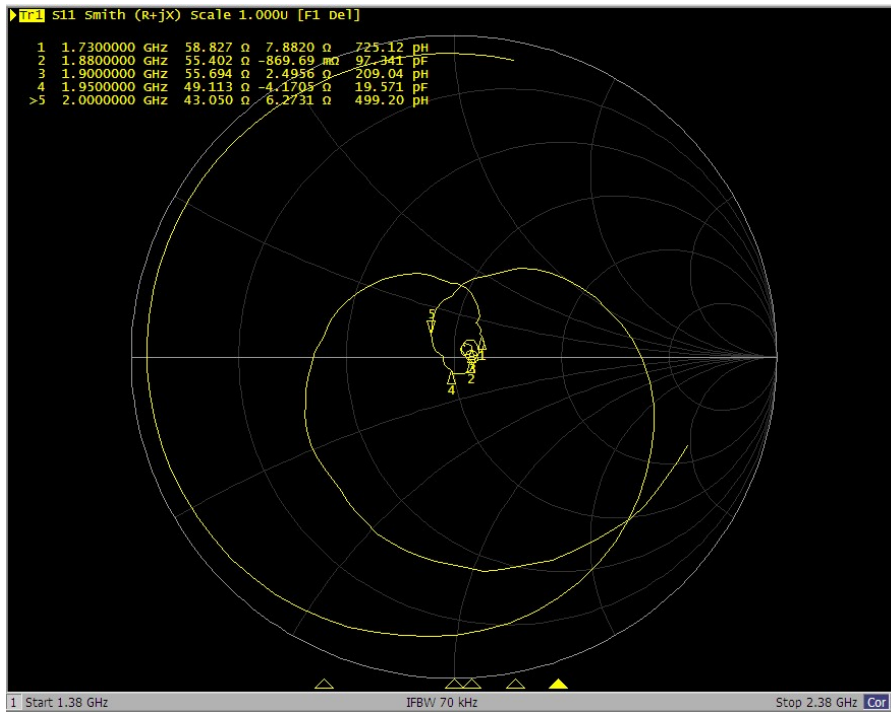 Tr1 S11 Smith (R+jX) Scale 1.000U [F1 Del]
1 1.7300000 GHz 58.827 Ω 7.8820 Ω 725.12 pH
2 1.8800000 GHz 55.402 Ω -869.69 mΩ 97.341 pF
3 1.9000000 GHz 55.694 Ω 2.4956 Ω 209.04 pH
4 1.9500000 GHz 49.113 Ω -4.1705 Ω 19.571 pF
>5 2.0000000 GHz 43.050 Ω 6.2731 Ω 499.20 pH
5
1
2
4
1 Start 1.38 GHz IFBW 70 kHz Stop 2.38 GHz Cor